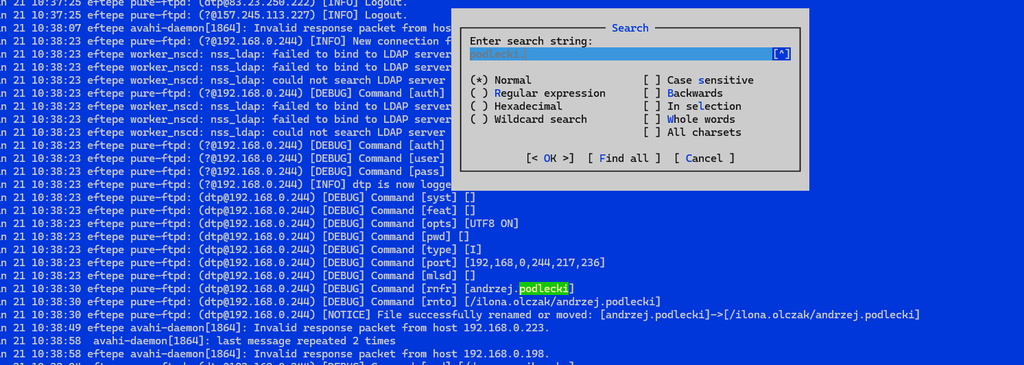 n 21 10:37:25 eftepe pure-ftpd: (dtp@83.23.250.222) [INFO] Logout.
n 21 10:37:25 eftepe pure-ftpd: (?@157.245.113.227) [INFO] Logout.
n 21 10:38:07 eftepe avahi-daemon[1864]: Invalid response packet from hos
n 21 10:38:23 eftepe pure-ftpd: (?@192.168.0.244) [INFO] New connection f
n 21 10:38:23 eftepe worker_nscd: nss_ldap: failed to bind to LDAP server
n 21 10:38:23 eftepe worker_nscd: nss_ldap: failed to bind to LDAP server
n 21 10:38:23 eftepe worker_nscd: nss_ldap: could not search LDAP server
n 21 10:38:23 eftepe pure-ftpd: (?@192.168.0.244) [DEBUG] Command [auth]
n 21 10:38:23 eftepe worker_nscd: nss_ldap: failed to bind to LDAP server
n 21 10:38:23 eftepe worker_nscd: nss_ldap: failed to bind to LDAP server
n 21 10:38:23 eftepe worker_nscd: nss_ldap: could not search LDAP server
n 21 10:38:23 eftepe pure-ftpd: (?@192.168.0.244) [DEBUG] Command [auth]
n 21 10:38:23 eftepe pure-ftpd: (?@192.168.0.244) [DEBUG] Command [user]
n 21 10:38:23 eftepe pure-ftpd: (?@192.168.0.244) [DEBUG] Command [pass]
n 21 10:38:23 eftepe pure-ftpd: (?@192.168.0.244) [INFO] dtp is now logge
n 21 10:38:23 eftepe pure-ftpd: (dtp@192.168.0.244) [DEBUG] Command [syst] []
n 21 10:38:23 eftepe pure-ftpd: (dtp@192.168.0.244) [DEBUG] Command [feat] []
n 21 10:38:23 eftepe pure-ftpd: (dtp@192.168.0.244) [DEBUG] Command [opts] [UTF8 ON]
n 21 10:38:23 eftepe pure-ftpd: (dtp@192.168.0.244) [DEBUG] Command [pwd] []
n 21 10:38:23 eftepe pure-ftpd: (dtp@192.168.0.244) [DEBUG] Command [type] [I]
n 21 10:38:23 eftepe pure-ftpd: (dtp@192.168.0.244) [DEBUG] Command [port] [192,168,0,244,217,236]
n 21 10:38:23 eftepe pure-ftpd: (dtp@192.168.0.244) [DEBUG] Command [mlsd] []
n 21 10:38:30 eftepe pure-ftpd: (dtp@192.168.0.244) [DEBUG] Command [rnfr] [andrzej.podlecki]
n 21 10:38:30 eftepe pure-ftpd: (dtp@192.168.0.244) [DEBUG] Command [rnto] [/ilona.olczak/andrzej.podlecki]
n 21 10:38:30 eftepe pure-ftpd: (dtp@192.168.0.244) [NOTICE] File successfully renamed or moved: [andrzej.podlecki]->[/ilona.olczak/andrzej.podlecki]
n 21 10:38:49 eftepe avahi-daemon[1864]: Invalid response packet from host 192.168.0.223.
n 21 10:38:58  avahi-daemon[1864]: last message repeated 2 times
n 21 10:38:58 eftepe avahi-daemon[1864]: Invalid response packet from host 192.168.0.198.
Search
Enter search string:
podlecki [^]
(*) Normal [ ] Case sensitive
( ) Regular expression [ ] Backwards
( ) Hexadecimal [ ] In selection
( ) Wildcard search [ ] Whole words
[ ] All charsets
[< OK >] [ Find all ] [ Cancel ]